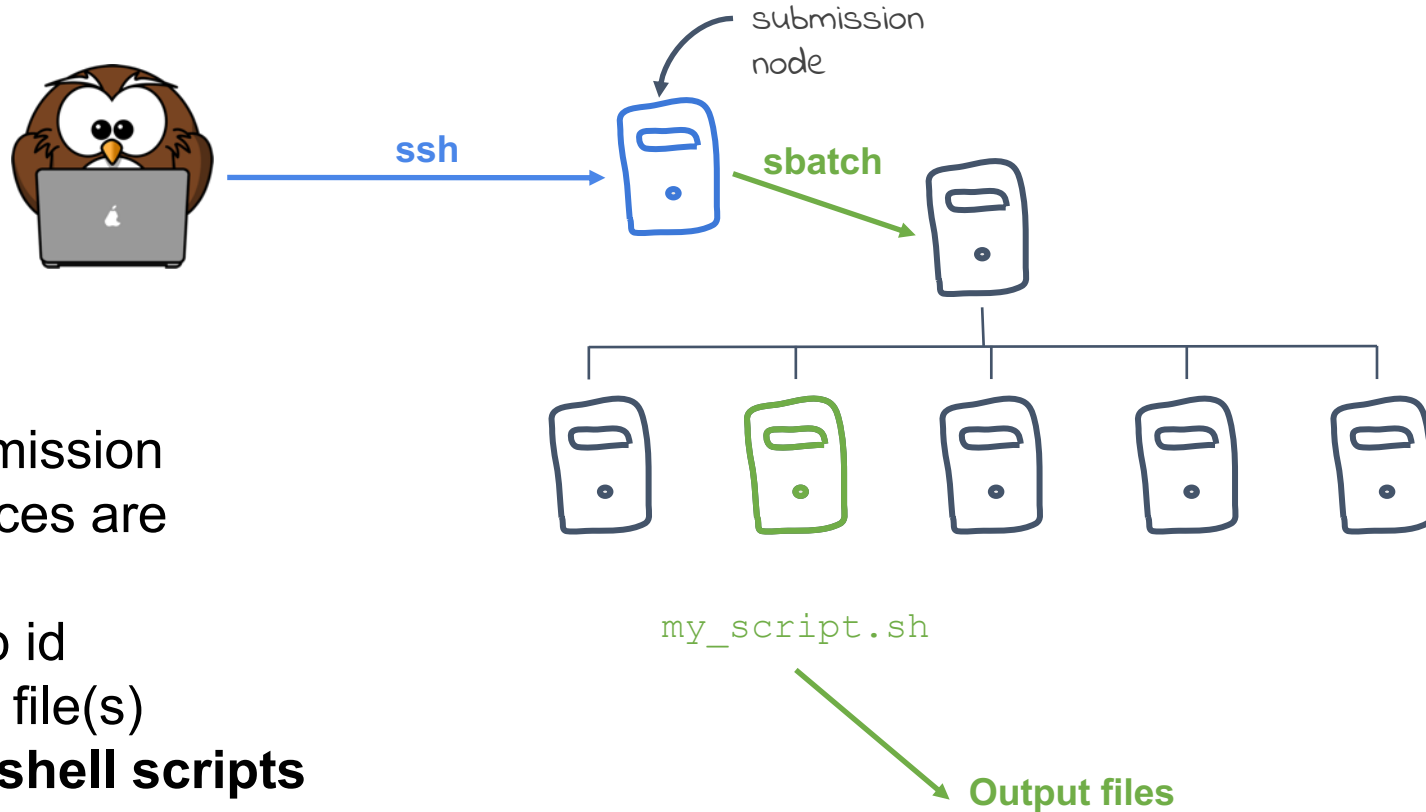 submission
node
ssh
sbatch
mission
ces are
id
file(s)
shell scripts
my_script.sh
Output files